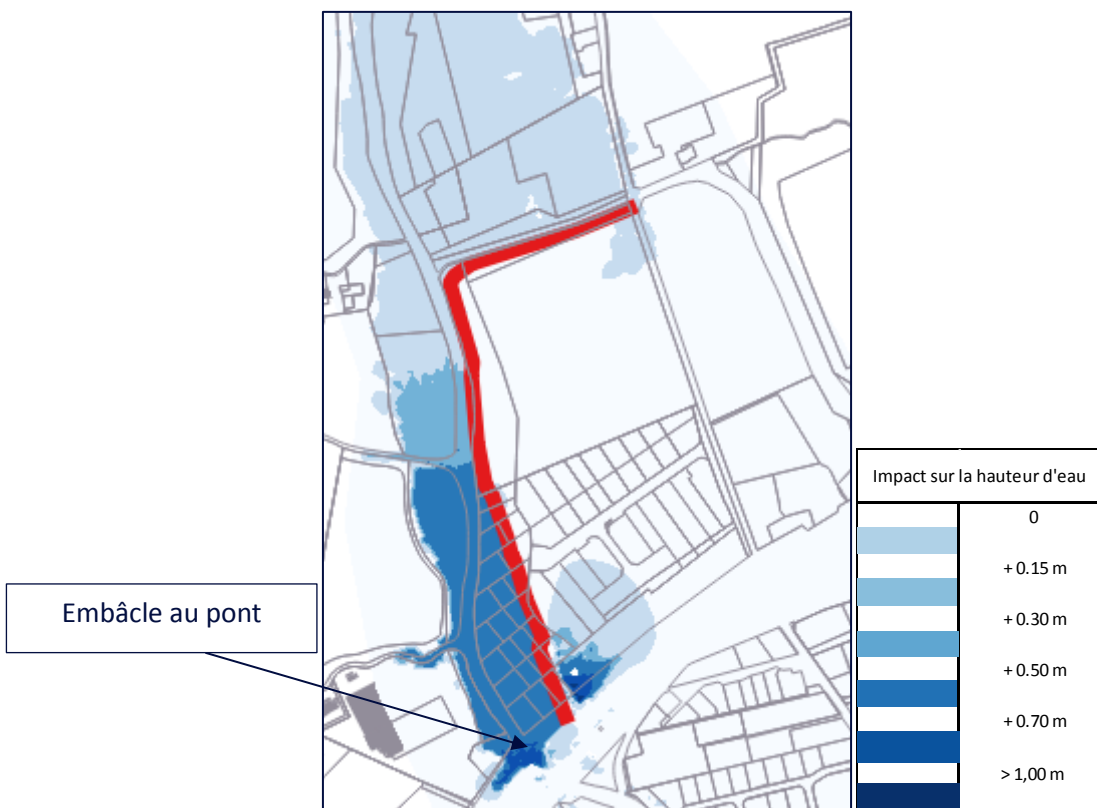 Embâcle au pont
Impact sur la hauteur d'eau
0
+ 0.15 m
+ 0.30 m
+ 0.50 m
+ 0.70 m
> 1,00 m